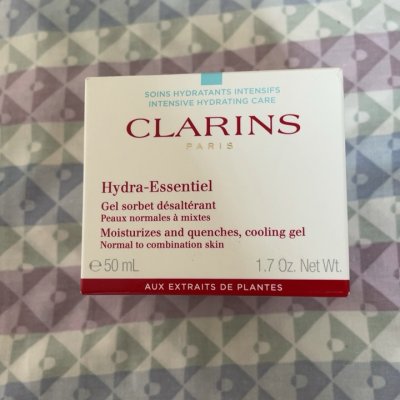 SOINS HYDRATANTS INTENSIFS
INTENSIVE HYDRATING CARE
CLARINS
PARIS
Hydra-Essentiel
Gel sorbet désaltérant
Peaux normales à mixtes
Moisturizes and quenches, cooling gel
Normal to combination skin
℮50 mL 1.7 Oz. Net Wt.
AUX EXTRAITS DE PLANTES